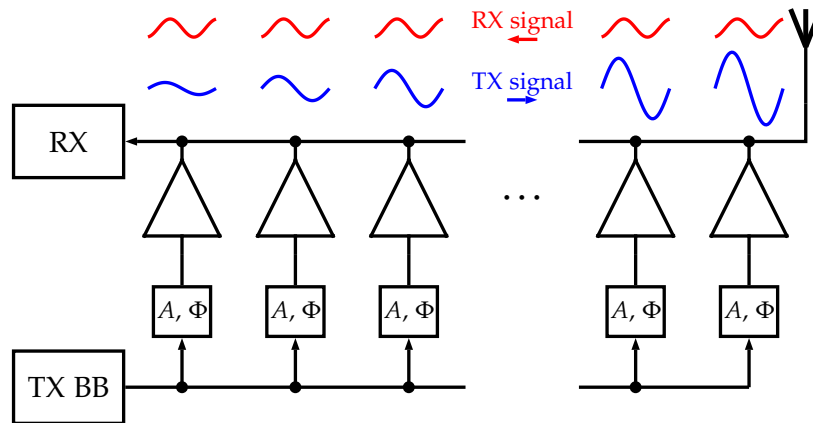 RX signal
TX signal
RX
...
A, Φ A, Φ A, Φ A, Φ A, Φ
TX BB